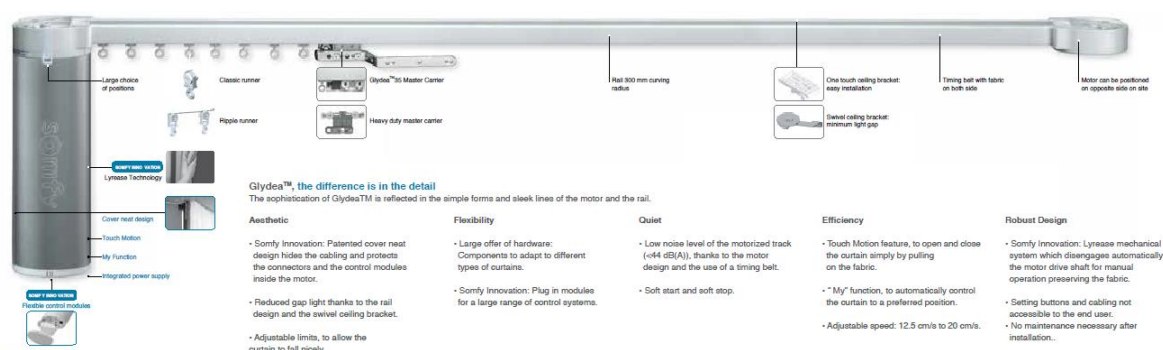 Large choice
of positions
Classic runner
Ripple runner
Glydea™35 Master Carrier
Heavy duty master carrier
Rail 300 mm curving
radius
One touch ceiling bracket:
easy installation
Swivel ceiling bracket:
minimum light gap
Timing belt with fabric
on both side
Motor can be positioned
on opposite side on site
somfy
SOMFY INNO VATION
Lyrease Technology
Cover neat design
Touch Motion
My Function
Integrated power supply
SOMFY INNO VATION
Flexible control modules
Glydea™, the difference is in the detail
The sophistication of GlydeaTM is reflected in the simple forms and sleek lines of the motor and the rail.
Aesthetic
• Somfy Innovation: Patented cover neat
design hides the cabling and protects
the connectors and the control modules
inside the motor.
• Reduced gap light thanks to the rail
design and the swivel ceiling bracket.
• Adjustable limits, to allow the
curtain to fall nicely
Flexibility
• Large offer of hardware:
Components to adapt to different
types of curtains.
• Somfy Innovation: Plug in modules
for a large range of control systems.
Quiet
• Low noise level of the motorized track
(<44 dB(A)), thanks to the motor
design and the use of a timing belt.
• Soft start and soft stop.
Efficiency
• Touch Motion feature, to open and close
the curtain simply by pulling
on the fabric.
• " My" function, to automatically control
the curtain to a preferred position.
• Adjustable speed: 12.5 cm/s to 20 cm/s.
Robust Design
• Somfy Innovation: Lyrease mechanical
system which disengages automatically
the motor drive shaft for manual
operation preserving the fabric.
• Setting buttons and cabling not
accessible to the end user.
• No maintenance necessary after
installation..